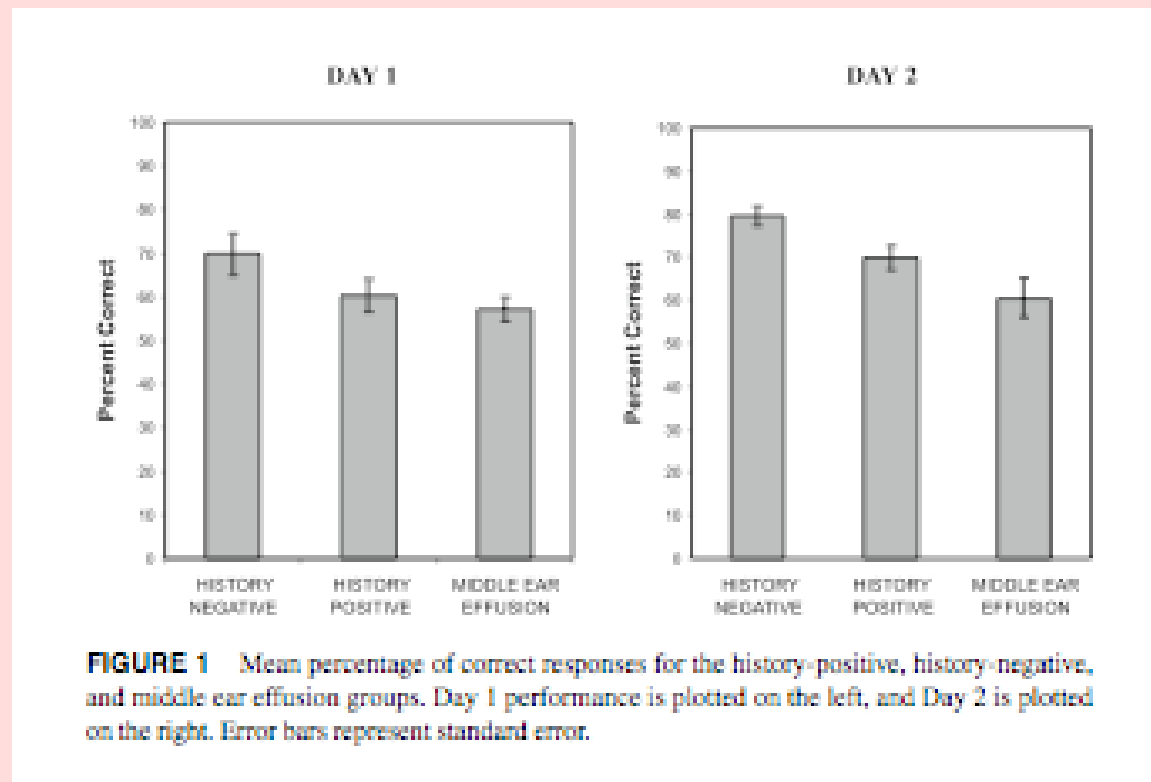 DAY 1
100
90
80
70
60
50
40
30
20
10
0
Percent Correct
HISTORY NEGATIVE
HISTORY POSITIVE
MIDDLE EAR EFFUSION
DAY 2
100
90
80
70
60
50
40
30
20
10
0
Percent Correct
HISTORY NEGATIVE
HISTORY POSITIVE
MIDDLE EAR EFFUSION
FIGURE 1 Mean percentage of correct responses for the history-positive, history-negative,
and middle ear effusion groups. Day 1 performance is plotted on the left, and Day 2 is plotted
on the right. Error bars represent standard error.